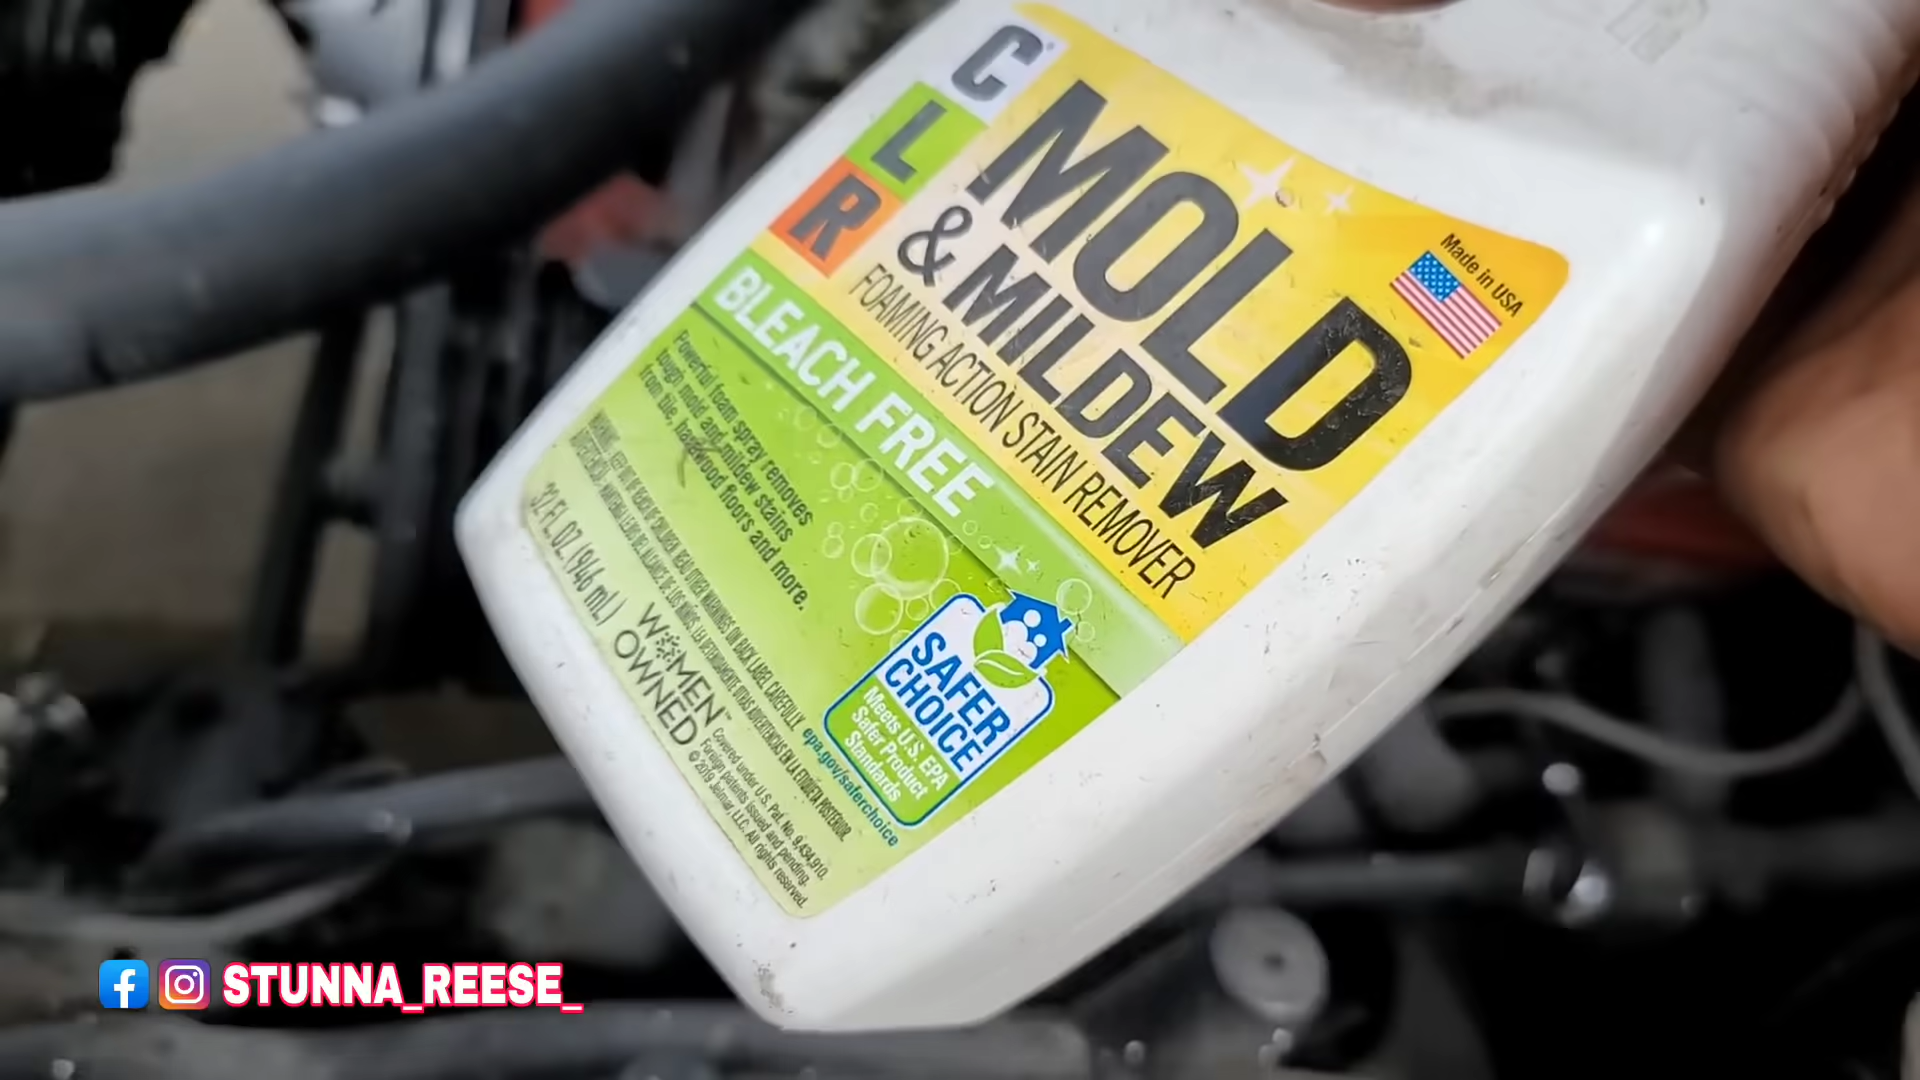 C
L
R
MOLD
& MILDEW
FOAMING ACTION STAIN REMOVER
Made in USA
BLEACH FREE
Powerful foam spray removes
tough mold and mildew stains
from tile, hardwood floors and more.
SAFER
CHOICE
Meets U.S. EPA
Safer Product
Standards
epa.gov/saferchoice
32 FL OZ (946 mL)
WOMEN™
OWNED
Covered under U.S. Pat. No. 9,434,910.
Foreign patents issued and pending.
© 2019 Jelmar, LLC. All rights reserved.
STUNNA_REESE_